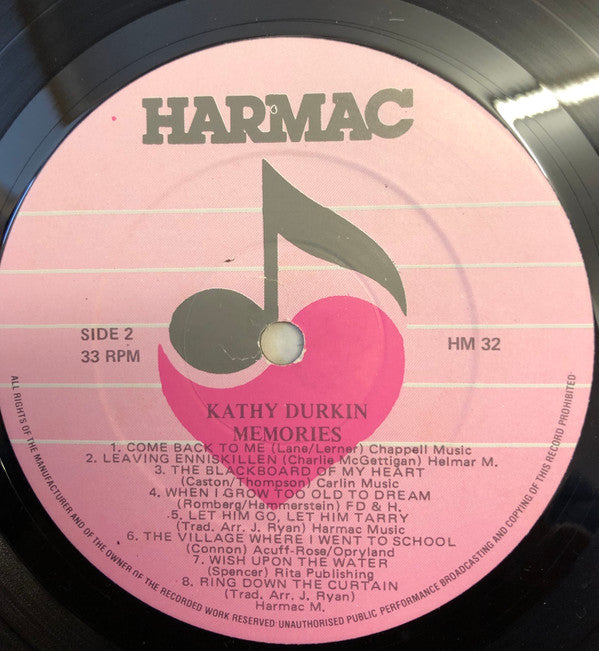 HARMAC
SIDE 2
33 RPM
HM 32
KATHY DURKIN
MEMORIES
1. COME BACK TO ME (Lane/Lerner) Chappell Music
2. LEAVING ENNISKILLEN (Charlie McGettigan) Helmar M.
3. THE BLACKBOARD OF MY HEART
(Caston/Thompson Carlin Music
4. WHEN I GROW TOO OLD TO DREAM
(Romberg/Hammerstein) FD & H.
5. LET HIM GO, LET HIM TARRY
(Trad. Arr. J. Ryan) Harmac Music
6. THE VILLAGE WHERE I WENT TO SCHOOL
(Connon) Acuff-Rose/Opryland
7. WISH UPON THE WATER
(Spencer) Rita Publishing
8. RING DOWN THE CURTAIN
(Trad. Arr. J. Ryan)
Harmac M.
ALL RIGHTS OF THE MANUFACTURER AND OF THE OWNER OF THE RECORDED WORK RESERVED UNAUTHORISED PUBLIC PERFORMANCE BROADCASTING AND COPYING OF THIS RECORD PROHIBITED